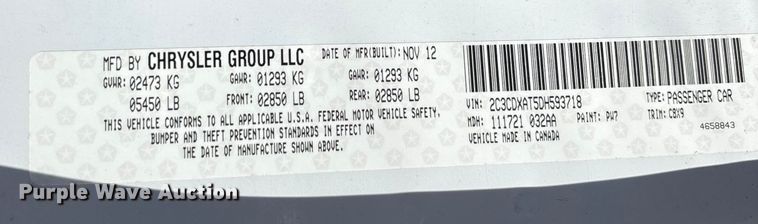 MFD BY CHRYSLER GROUP LLC DATE OF MFR(BUILT): NOV 12
GVWR: 02473 KG GAWR: 01293 KG GAWR: 01293 KG
05450 LB FRONT: 02850 LB REAR: 02850 LB
THIS VEHICLE CONFORMS TO ALL APPLICABLE U.S.A. FEDERAL MOTOR VEHICLE SAFETY,
BUMPER AND THEFT PREVENTION STANDARDS IN EFFECT ON
THE DATE OF MANUFACTURE SHOWN ABOVE.
VIN: 2C3CDXAT5DH593718 TYPE: PASSENGER CAR
MDH: 111721 032AA PAINT: PW7 TRIM: CBX9
VEHICLE MADE IN CANADA 4658843
Purple Wave Auction